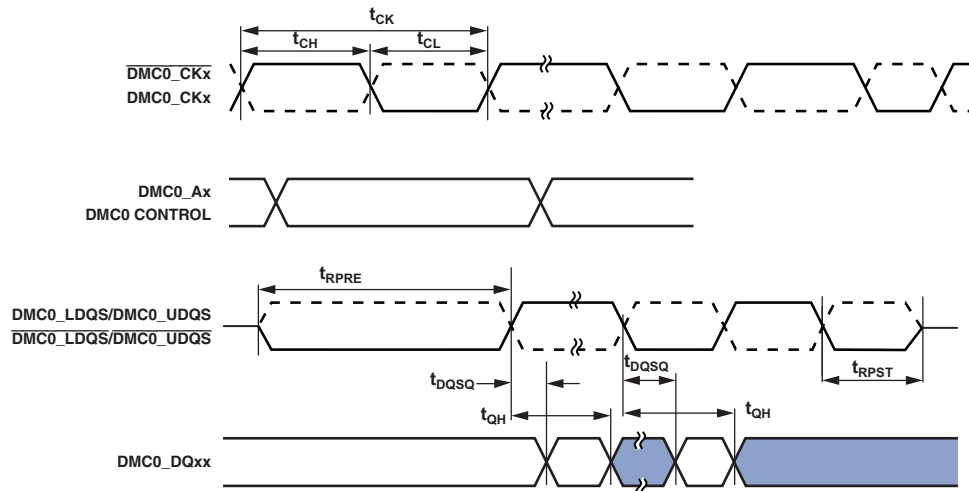 tCK
tCH
tCL
DMC0_CKx
DMC0_CKx
DMC0_Ax
DMC0 CONTROL
tRPRE
DMC0_LDQS/DMC0_UDQS
DMC0_LDQS/DMC0_UDQS
tDQSQ
tDQSQ
tRPST
tQH
tQH
DMC0_DQxx